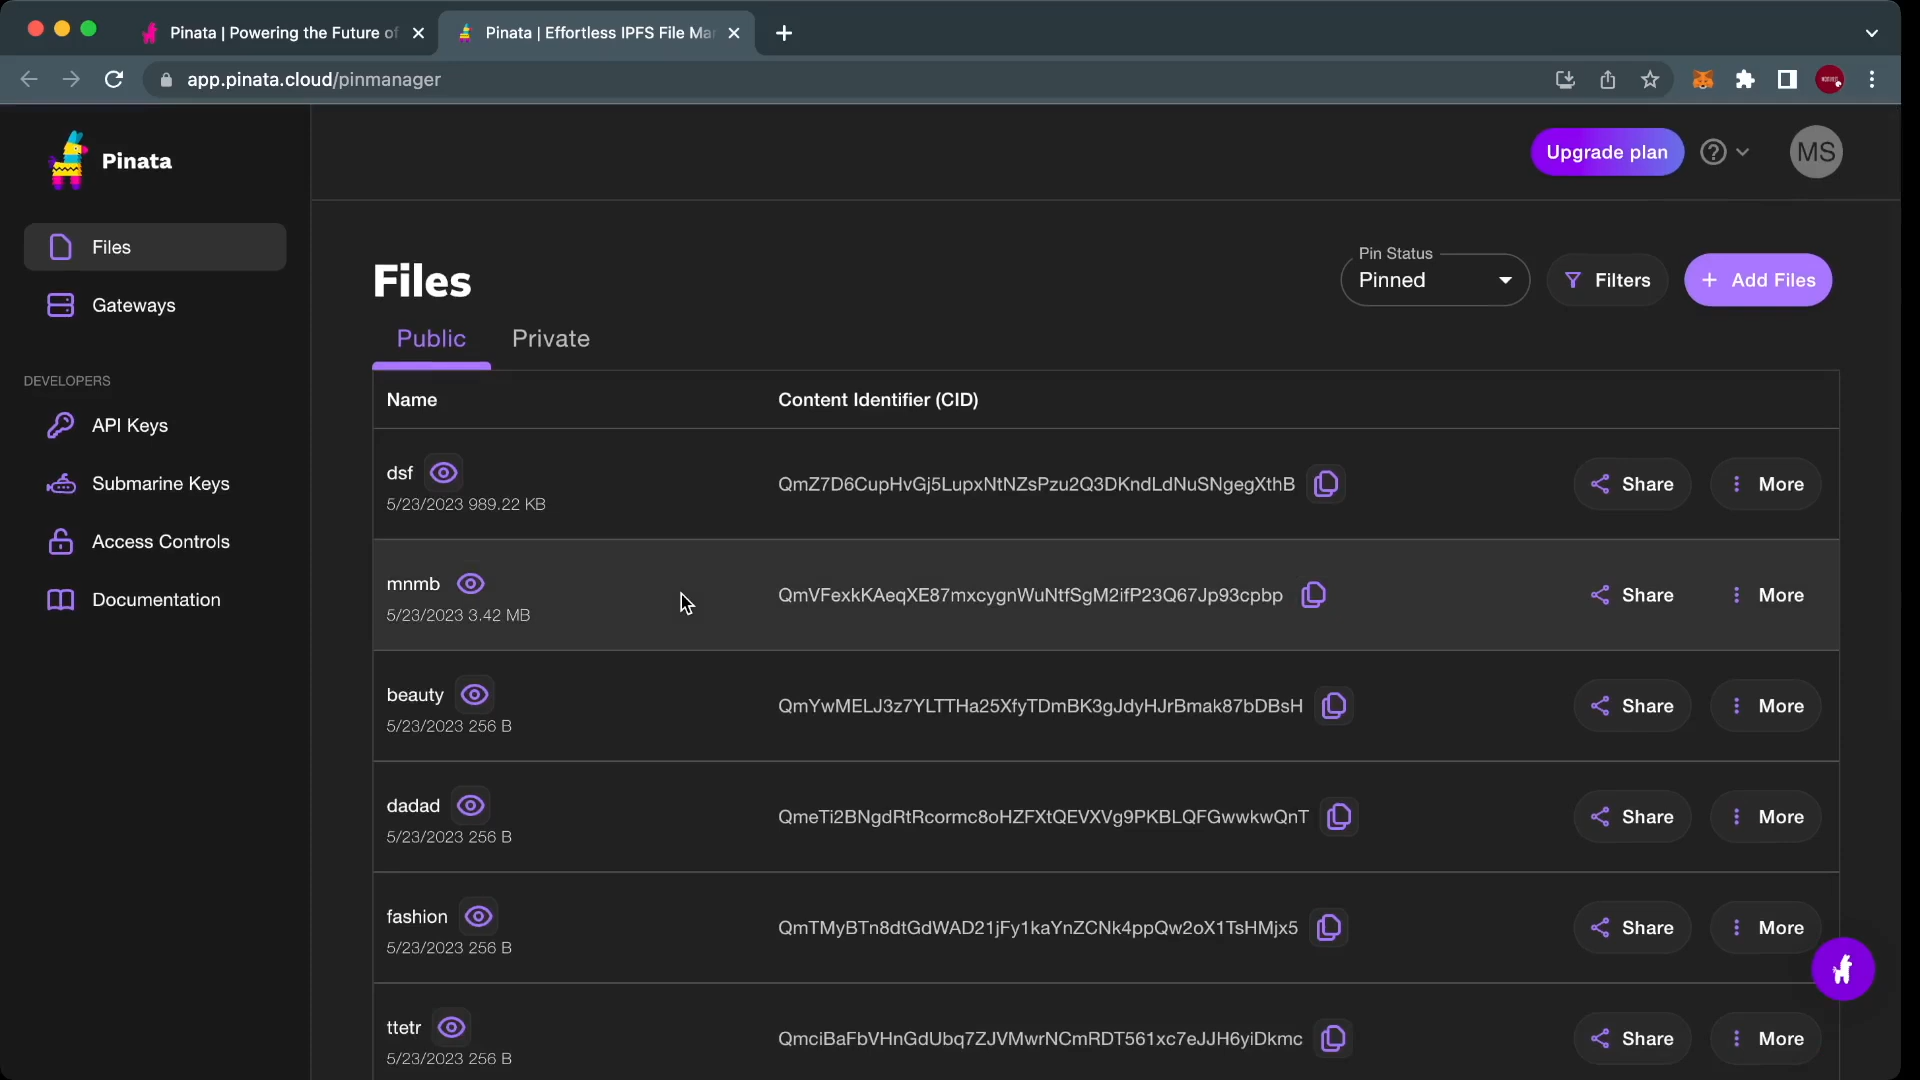 Pinata | Powering the Future of
Pinata | Effortless IPFS File Mar
app.pinata.cloud/pinmanager
Pinata
Upgrade plan
MS
Files
Gateways
DEVELOPERS
API Keys
Submarine Keys
Access Controls
Documentation
Files
Pin Status
Pinned
Filters
+ Add Files
Public Private
Name Content Identifier (CID)
dsf
5/23/2023 989.22 KB
QmZ7D6CupHvGj5LupxNtNZsPzu2Q3DKndLdNuSNgegXthB
Share More
mnmb
5/23/2023 3.42 MB
QmVFexkKAeqXE87mxcygnWuNtfSgM2ifP23Q67Jp93cpbp
Share More
beauty
5/23/2023 256 B
QmYwMELJ3z7YLTTHa25XfyTDmBK3gJdyHJrBmak87bDBsH
Share More
dadad
5/23/2023 256 B
QmeTi2BNgdRtRcormc8oHZFXtQEVXVg9PKBLQFGwwkwQnT
Share More
fashion
5/23/2023 256 B
QmTMyBTn8dtGdWAD21jFy1kaYnZCNk4ppQw2oX1TsHMjx5
Share More
ttetr
5/23/2023 256 B
QmciBaFbVHnGdUbq7ZJVMwrNCmRDT561xc7eJJH6yiDkmc
Share More